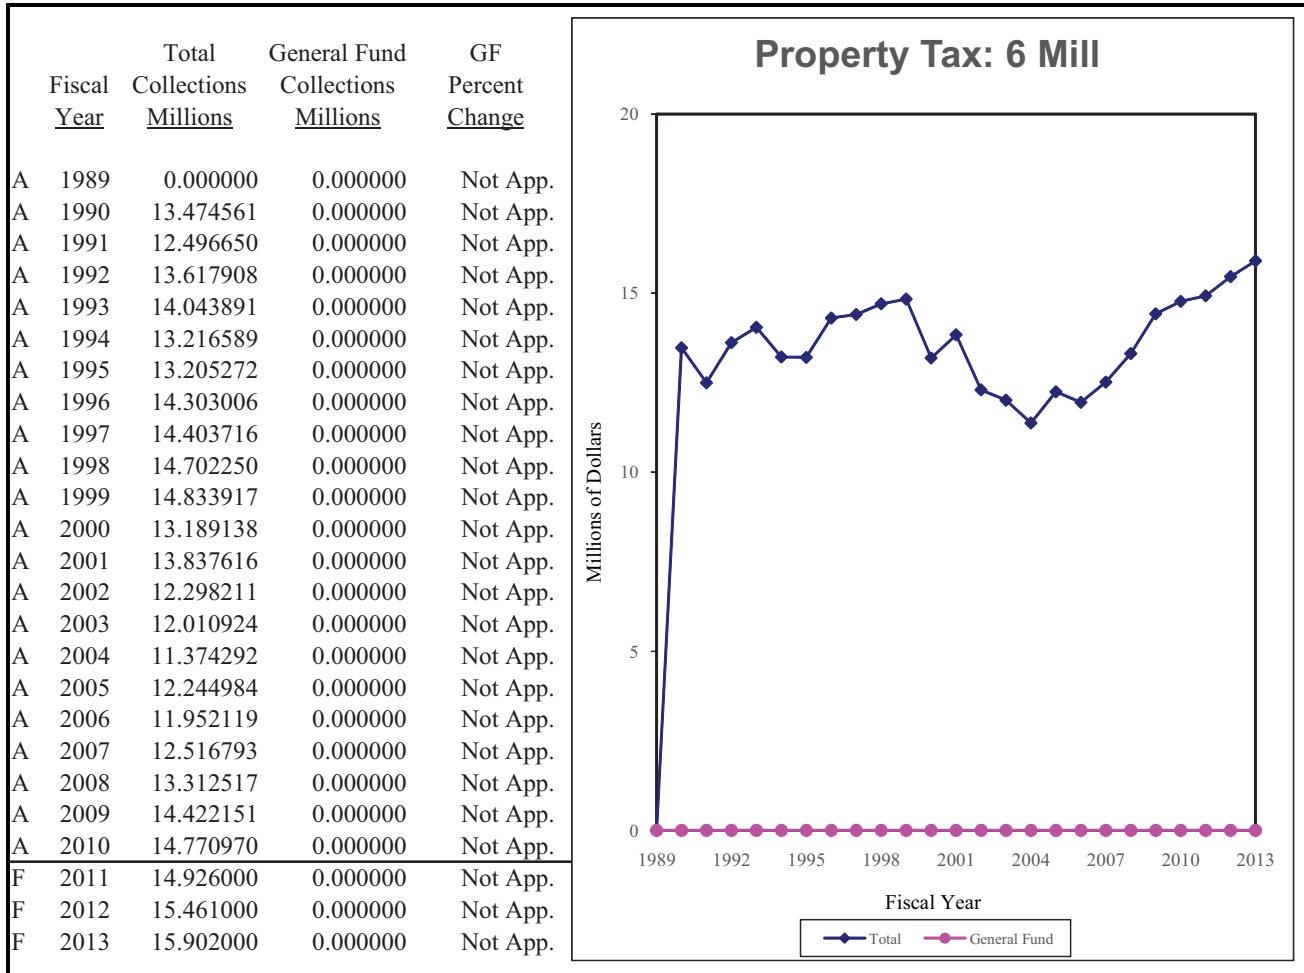 Total General Fund GF
Fiscal Collections Collections Percent
Year Millions Millions Change
A 1989 0.000000 0.000000 Not App.
A 1990 13.474561 0.000000 Not App.
A 1991 12.496650 0.000000 Not App.
A 1992 13.617908 0.000000 Not App.
A 1993 14.043891 0.000000 Not App.
A 1994 13.216589 0.000000 Not App.
A 1995 13.205272 0.000000 Not App.
A 1996 14.303006 0.000000 Not App.
A 1997 14.403716 0.000000 Not App.
A 1998 14.702250 0.000000 Not App.
A 1999 14.833917 0.000000 Not App.
A 2000 13.189138 0.000000 Not App.
A 2001 13.837616 0.000000 Not App.
A 2002 12.298211 0.000000 Not App.
A 2003 12.010924 0.000000 Not App.
A 2004 11.374292 0.000000 Not App.
A 2005 12.244984 0.000000 Not App.
A 2006 11.952119 0.000000 Not App.
A 2007 12.516793 0.000000 Not App.
A 2008 13.312517 0.000000 Not App.
A 2009 14.422151 0.000000 Not App.
A 2010 14.770970 0.000000 Not App.
F 2011 14.926000 0.000000 Not App.
F 2012 15.461000 0.000000 Not App.
F 2013 15.902000 0.000000 Not App.
Property Tax: 6 Mill
20
15
10
5
0
Millions of Dollars
1989 1992 1995 1998 2001 2004 2007 2010 2013
Fiscal Year
Total General Fund